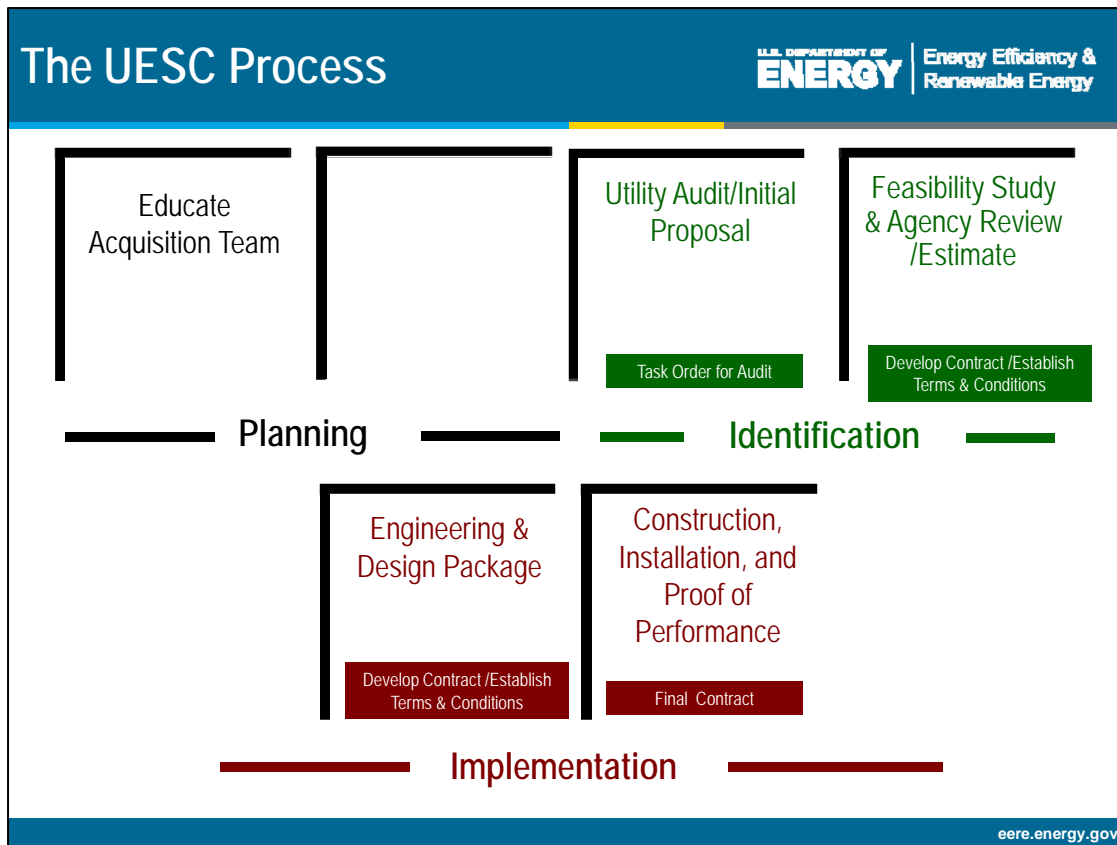 The UESC Process
U.S. DEPARTMENT OF
ENERGY
Energy Efficiency &
Renewable Energy
Educate
Acquisition Team
Utility Audit/Initial
Proposal
Task Order for Audit
Feasibility Study
& Agency Review
/Estimate
Develop Contract /Establish
Terms & Conditions
Planning
Identification
Engineering &
Design Package
Develop Contract /Establish
Terms & Conditions
Construction,
Installation, and
Proof of
Performance
Final Contract
Implementation
eere.energy.gov